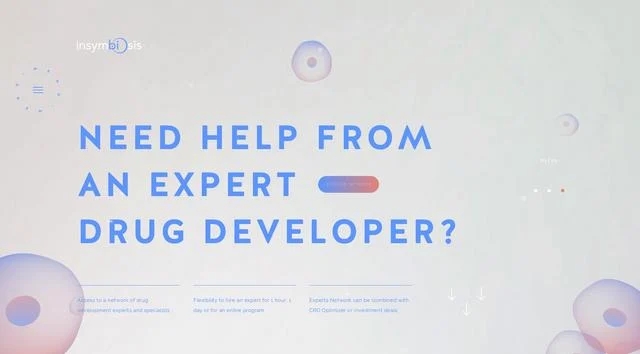 insymbiosis
NEED HELP FROM
AN EXPERT
DRUG DEVELOPER?
Access to a network of drug
development experts and specialists
Flexibility to hire an expert for 1 hour, 1
day or for an entire program
Experts Network can be combined with
CRO Optimizer or investment deals